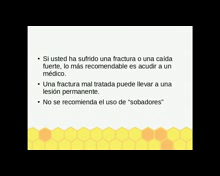 • Si usted ha sufrido una fractura o una caída
fuerte, lo más recomendable es acudir a un
médico.
• Una fractura mal tratada puede llevar a una
lesión permanente.
• No se recomienda el uso de “sobadores”